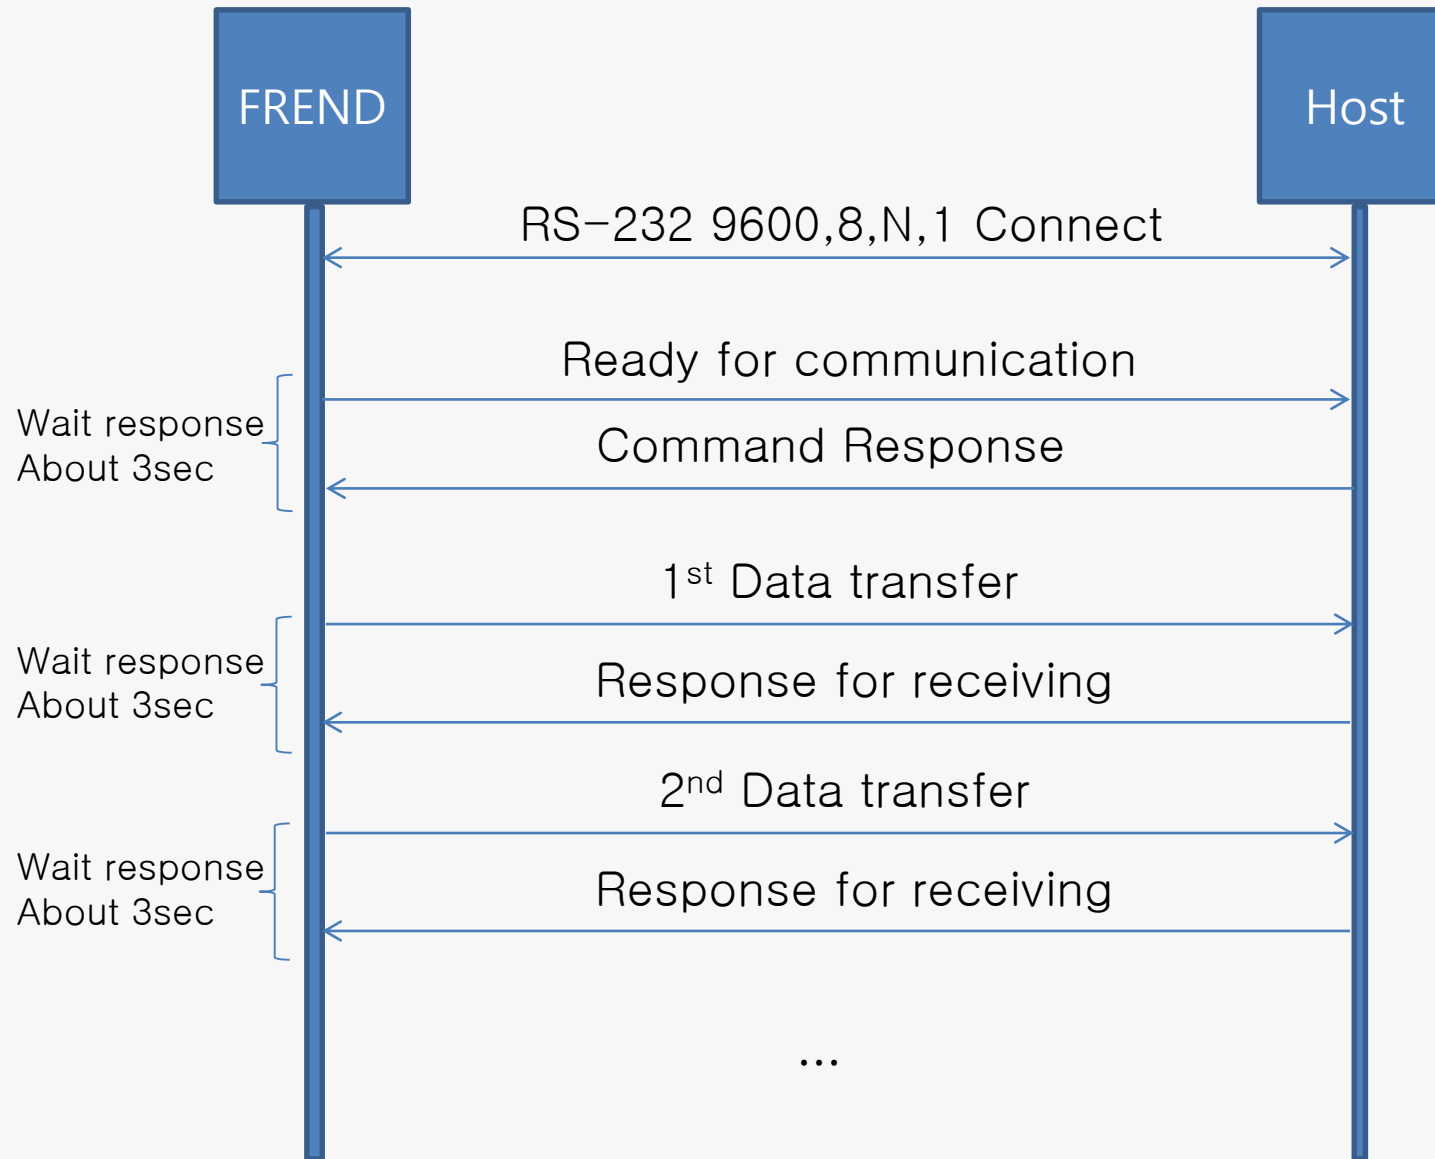 FREND
Host
RS-232 9600,8,N,1 Connect
Ready for communication
Wait response
About 3sec
Command Response
1st Data transfer
Wait response
About 3sec
Response for receiving
2nd Data transfer
Wait response
About 3sec
Response for receiving
...